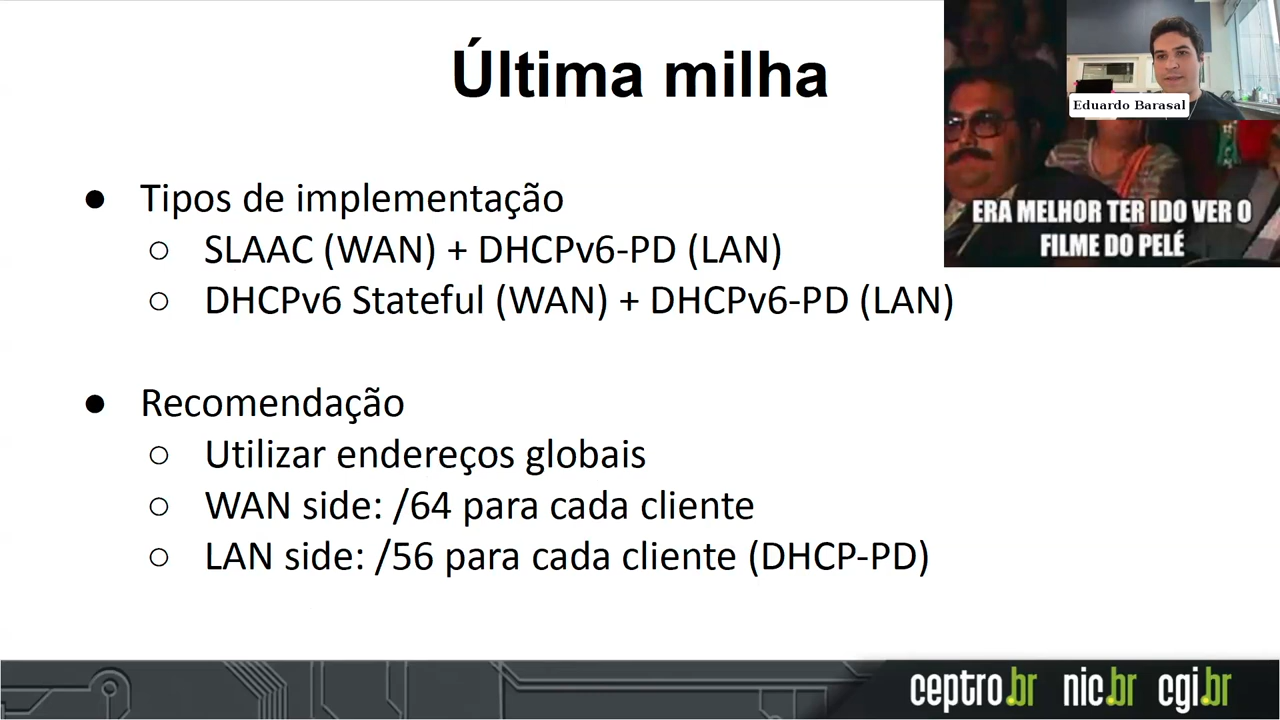 Última milha
Eduardo Barasal
ERA MELHOR TER IDO VER O
FILME DO PELÉ
● Tipos de implementação
○ SLAAC (WAN) + DHCPv6-PD (LAN)
○ DHCPv6 Stateful (WAN) + DHCPv6-PD (LAN)
● Recomendação
○ Utilizar endereços globais
○ WAN side: /64 para cada cliente
○ LAN side: /56 para cada cliente (DHCP-PD)
ceptro.br nic.br cgi.br